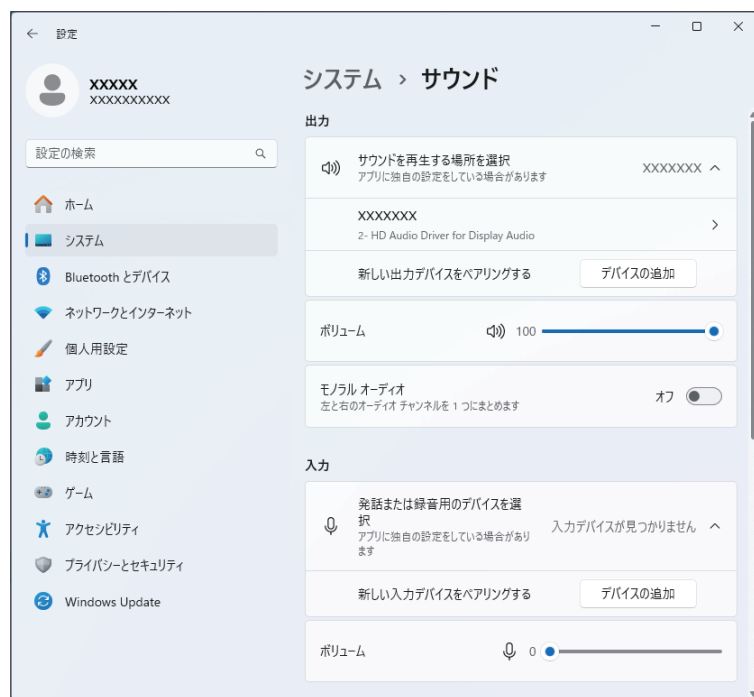 設定
XXXXX
XXXXXXXXXX
設定の検索
ホーム
システム
Bluetooth とデバイス
ネットワークとインターネット
個人用設定
アプリ
アカウント
時刻と言語
ゲーム
アクセシビリティ
プライバシーとセキュリティ
Windows Update
システム › サウンド
出力
サウンドを再生する場所を選択
アプリに独自の設定をしている場合があります
XXXXXXX
XXXXXXX
2- HD Audio Driver for Display Audio
新しい出力デバイスをペアリングする
デバイスの追加
ボリューム
100
モノラル オーディオ
左と右のオーディオ チャンネルを 1 つにまとめます
オフ
入力
発話または録音用のデバイスを選
択
アプリに独自の設定をしている場合があり
ます
入力デバイスが見つかりません
新しい入力デバイスをペアリングする
デバイスの追加
ボリューム
0